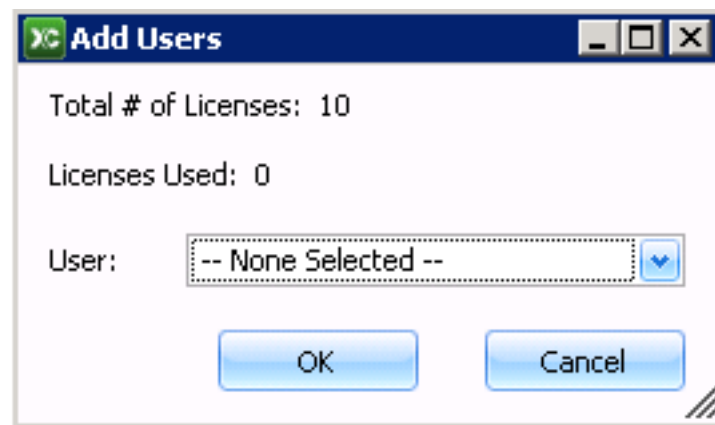 XC Add Users
Total # of Licenses: 10
Licenses Used: 0
User: -- None Selected --
OK Cancel